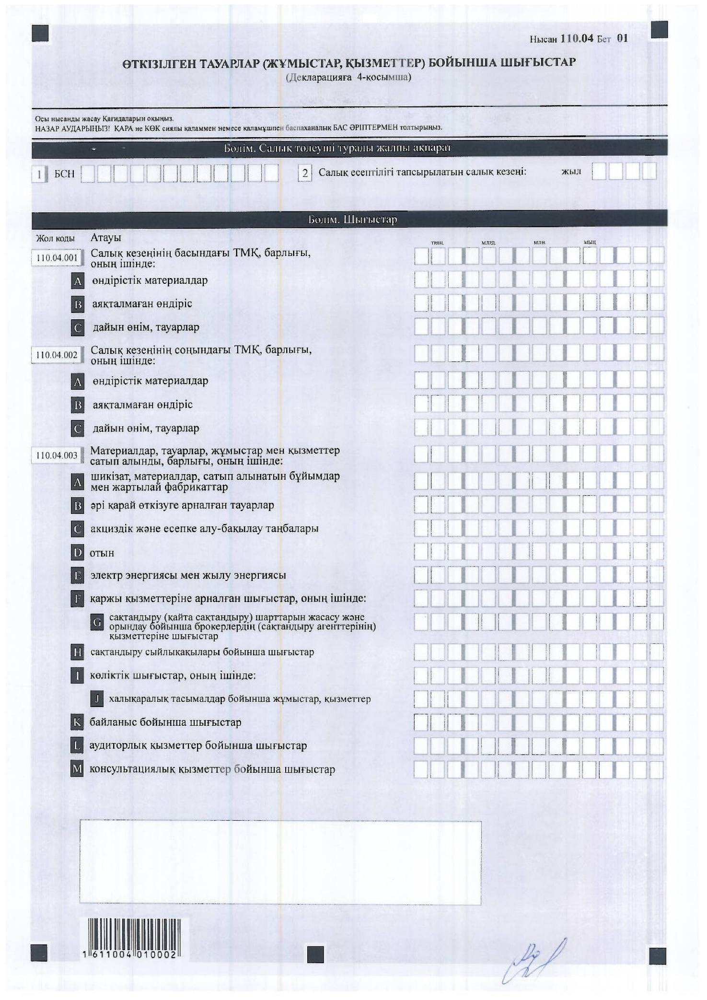 Нысан 110.04 Бет 01
ӨТКІЗІЛГЕН ТАУАРЛАР (ЖҰМЫСТАР, ҚЫЗМЕТТЕР) БОЙЫНША ШЫҒЫСТАР
(Декларацияға 4-қосымша)
Осы нысанды жасау Қағидаларын оқыңыз.
НАЗАР АУДАРЫҢЫЗ! ҚАРА не КӨК сиялы қаламмен немесе қаламұшпен баспаханалық БАС ӘРІПТЕРМЕН толтырыңыз.
Бөлім. Салық төлеуші туралы жалпы ақпарат
1 БСН 2 Салық есептілігі тапсырылатын салық кезеңі: жыл
Бөлім. Шығыстар
Жол коды Атауы
трлн. млрд. млн. мың
110.04.001 Салық кезеңінің басындағы ТМҚ, барлығы,
оның ішінде:
A өндірістік материалдар
B аяқталмаған өндіріс
C дайын өнім, тауарлар
110.04.002 Салық кезеңінің соңындағы ТМҚ, барлығы,
оның ішінде:
A өндірістік материалдар
B аяқталмаған өндіріс
C дайын өнім, тауарлар
110.04.003 Материалдар, тауарлар, жұмыстар мен қызметтер
сатып алынды, барлығы, оның ішінде:
A шикізат, материалдар, сатып алынатын бұйымдар
мен жартылай фабрикаттар
B әрі қарай өткізуге арналған тауарлар
C акциздік және есепке алу-бақылау таңбалары
D отын
E электр энергиясы мен жылу энергиясы
F қаржы қызметтеріне арналған шығыстар, оның ішінде:
G сақтандыру (қайта сақтандыру) шарттарын жасасу және
орындау бойынша брокерлердің (сақтандыру агенттерінің)
қызметтеріне шығыстар
H сақтандыру сыйлықақылары бойынша шығыстар
I көліктік шығыстар, оның ішінде:
J халықаралық тасымалдар бойынша жұмыстар, қызметтер
K байланыс бойынша шығыстар
L аудиторлық қызметтер бойынша шығыстар
M консультациялық қызметтер бойынша шығыстар
1 611004 010002